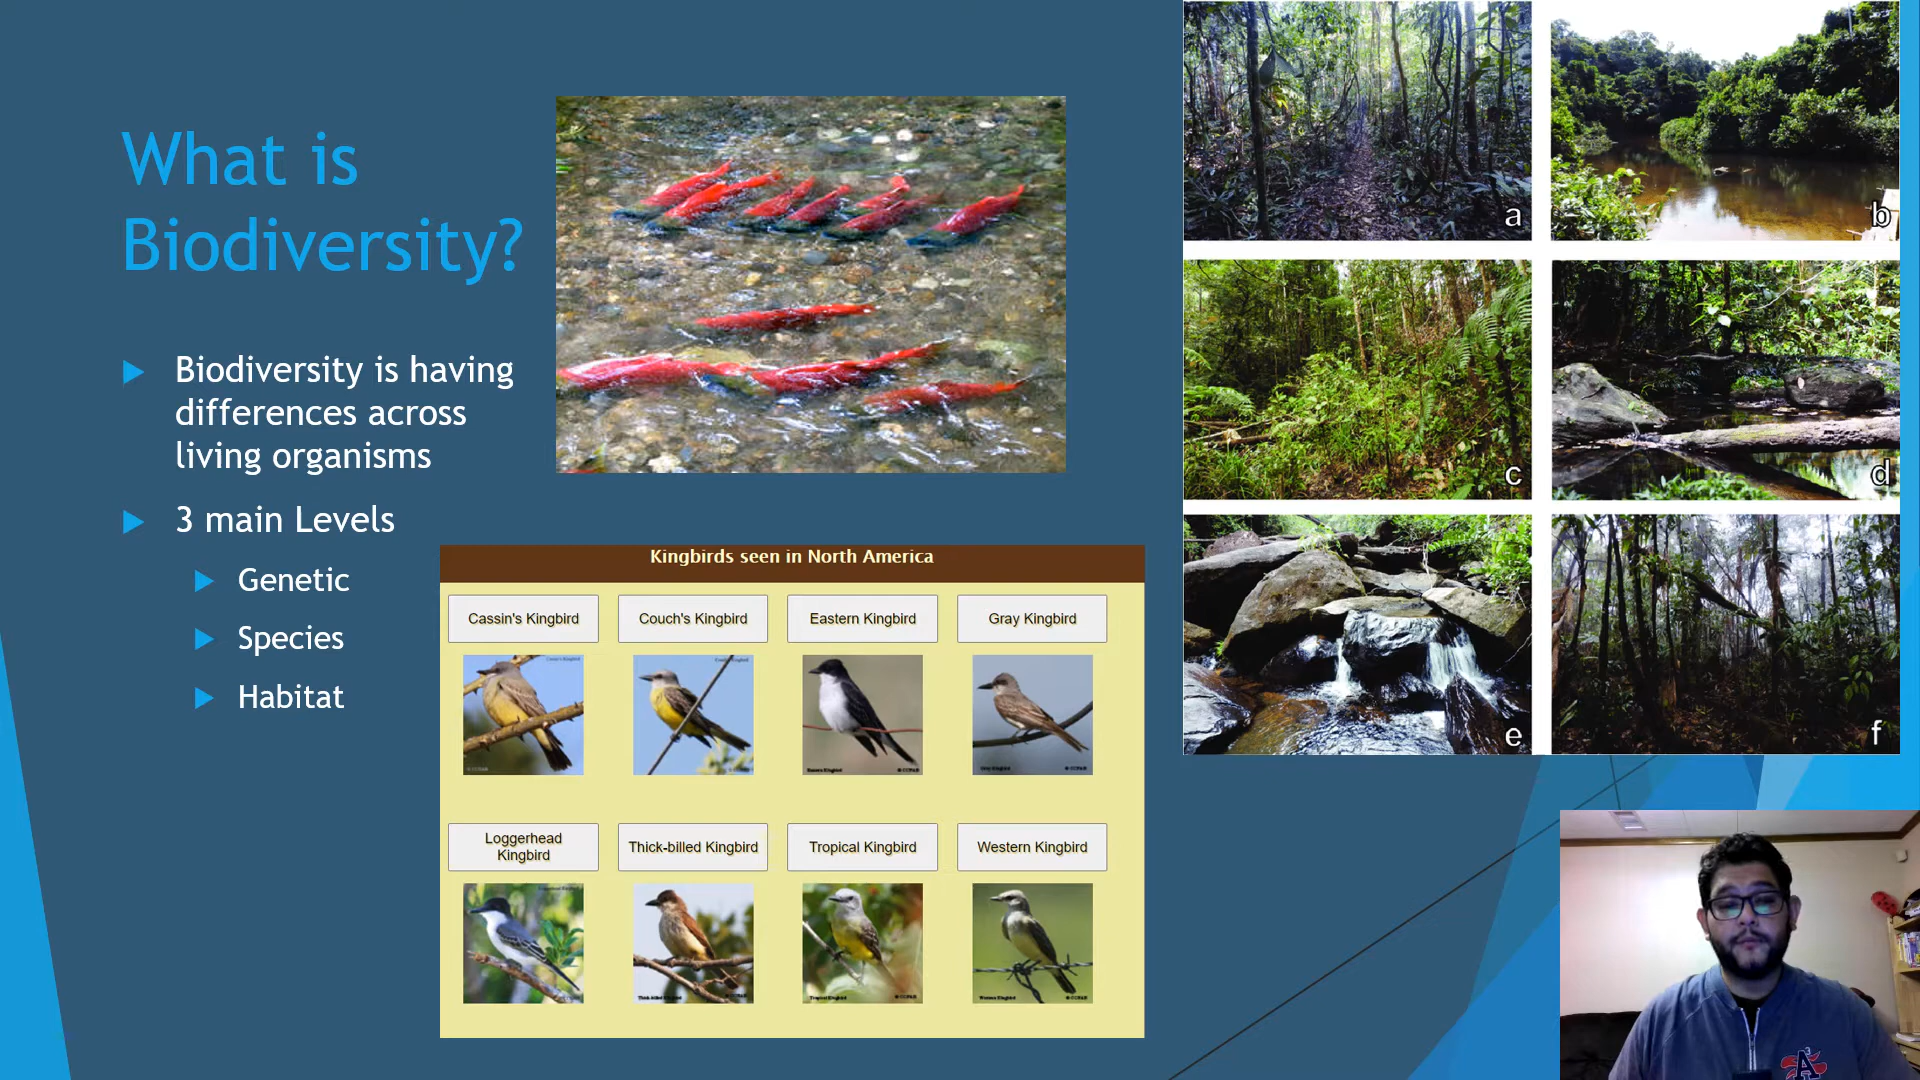 What is
Biodiversity?
Biodiversity is having
differences across
living organisms
3 main Levels
Genetic
Species
Habitat
Kingbirds seen in North America
Cassin's Kingbird
Couch's Kingbird
Eastern Kingbird
Gray Kingbird
Loggerhead
Kingbird
Thick-billed Kingbird
Tropical Kingbird
Western Kingbird
a
b
c
d
e
f
A